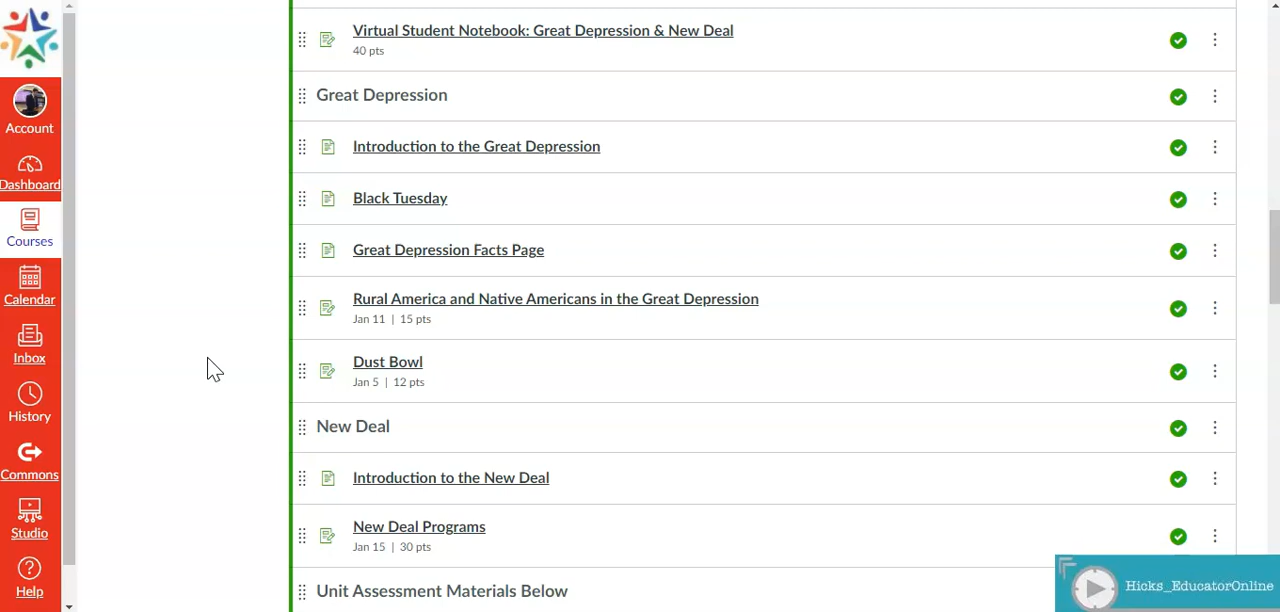 Account
Dashboard
Courses
Calendar
Inbox
History
Commons
Studio
Help
Virtual Student Notebook: Great Depression & New Deal
40 pts
Great Depression
Introduction to the Great Depression
Black Tuesday
Great Depression Facts Page
Rural America and Native Americans in the Great Depression
Jan 11 | 15 pts
Dust Bowl
Jan 5 | 12 pts
New Deal
Introduction to the New Deal
New Deal Programs
Jan 15 | 30 pts
Unit Assessment Materials Below
Hicks_EducatorOnline